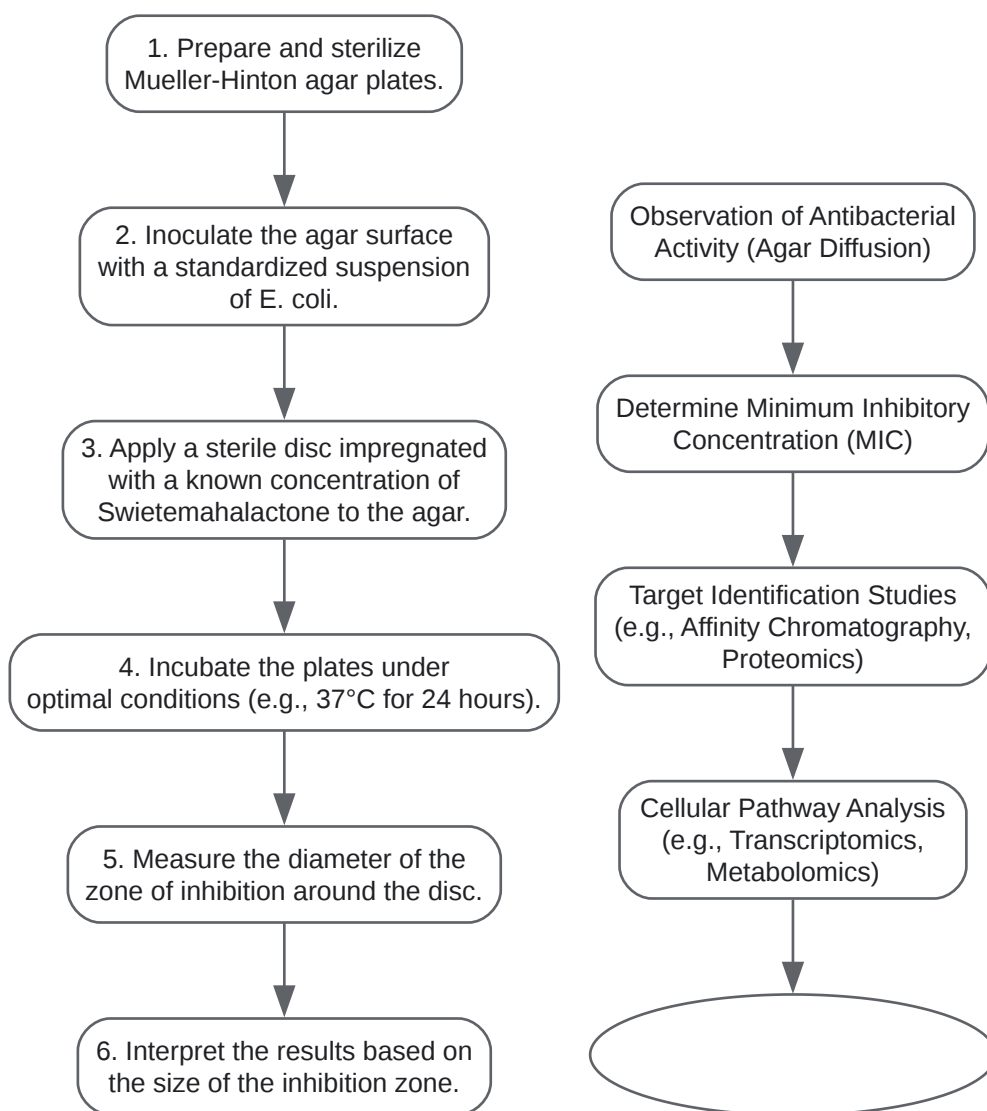 1. Prepare and sterilize
Mueller-Hinton agar plates.
2. Inoculate the agar surface
with a standardized suspension
of E. coli.
3. Apply a sterile disc impregnated
with a known concentration of
Swietemahalactone to the agar.
4. Incubate the plates under
optimal conditions (e.g., 37°C for 24 hours).
5. Measure the diameter of the
zone of inhibition around the disc.
6. Interpret the results based on
the size of the inhibition zone.
Observation of Antibacterial
Activity (Agar Diffusion)
Determine Minimum Inhibitory
Concentration (MIC)
Target Identification Studies
(e.g., Affinity Chromatography,
Proteomics)
Cellular Pathway Analysis
(e.g., Transcriptomics,
Metabolomics)